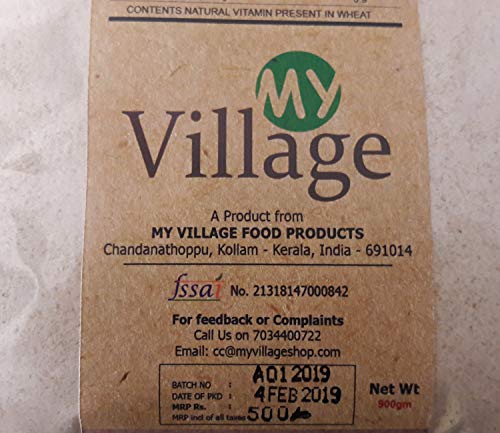 CONTENTS NATURAL VITAMIN PRESENT IN WHEAT
MY
Village
A Product from
MY VILLAGE FOOD PRODUCTS
Chandanathoppu, Kollam - Kerala, India - 691014
fssai No. 21318147000842
For feedback or Complaints
Call Us on 7034400722
Email: cc@myvillageshop.com
BATCH NO : A01 2019
DATE OF PKD : 4 FEB 2019
MRP Rs. : 500
MRP incl of all taxes
Net Wt
900gm